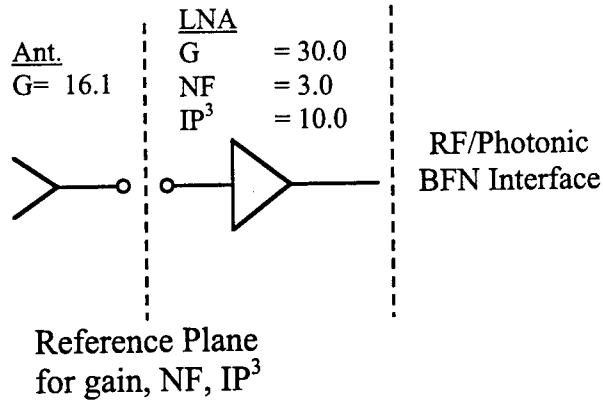 Ant.
G= 16.1
LNA
G = 30.0
NF = 3.0
IP³ = 10.0
RF/Photonic
BFN Interface
Reference Plane
for gain, NF, IP³